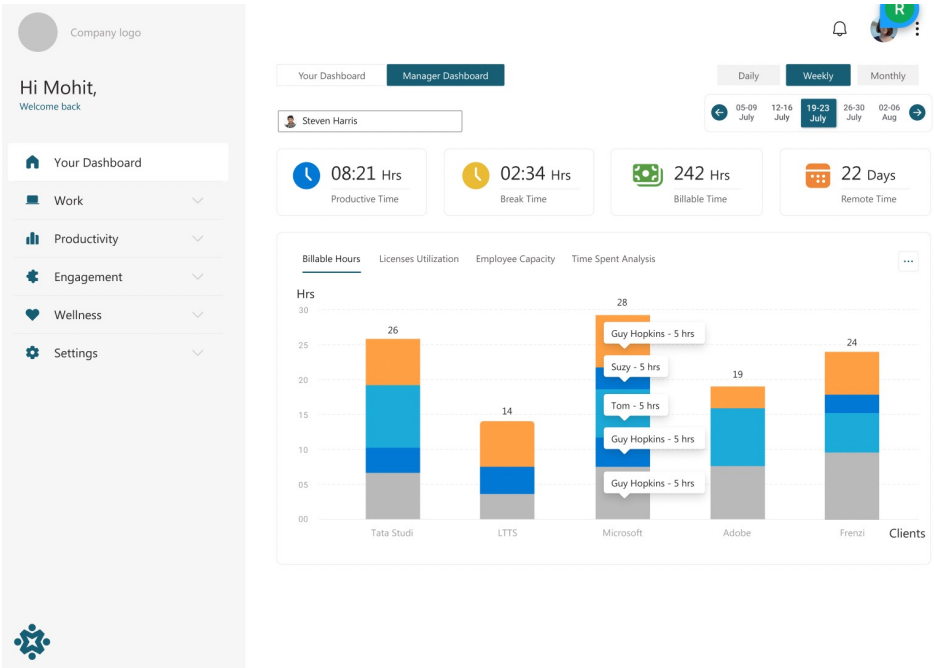 Company logo
R
Hi Mohit,
Welcome back
Your Dashboard
Work
Productivity
Engagement
Wellness
Settings
Your Dashboard
Manager Dashboard
Daily
Weekly
Monthly
Steven Harris
05-09
July
12-16
July
19-23
July
26-30
July
02-06
Aug
08:21 Hrs
Productive Time
02:34 Hrs
Break Time
242 Hrs
Billable Time
22 Days
Remote Time
Billable Hours
Licenses Utilization
Employee Capacity
Time Spent Analysis
...
Hrs
30
25
20
15
10
05
00
26
14
28
19
24
Guy Hopkins - 5 hrs
Suzy - 5 hrs
Tom - 5 hrs
Guy Hopkins - 5 hrs
Guy Hopkins - 5 hrs
Tata Studi
LTTS
Microsoft
Adobe
Frenzi
Clients